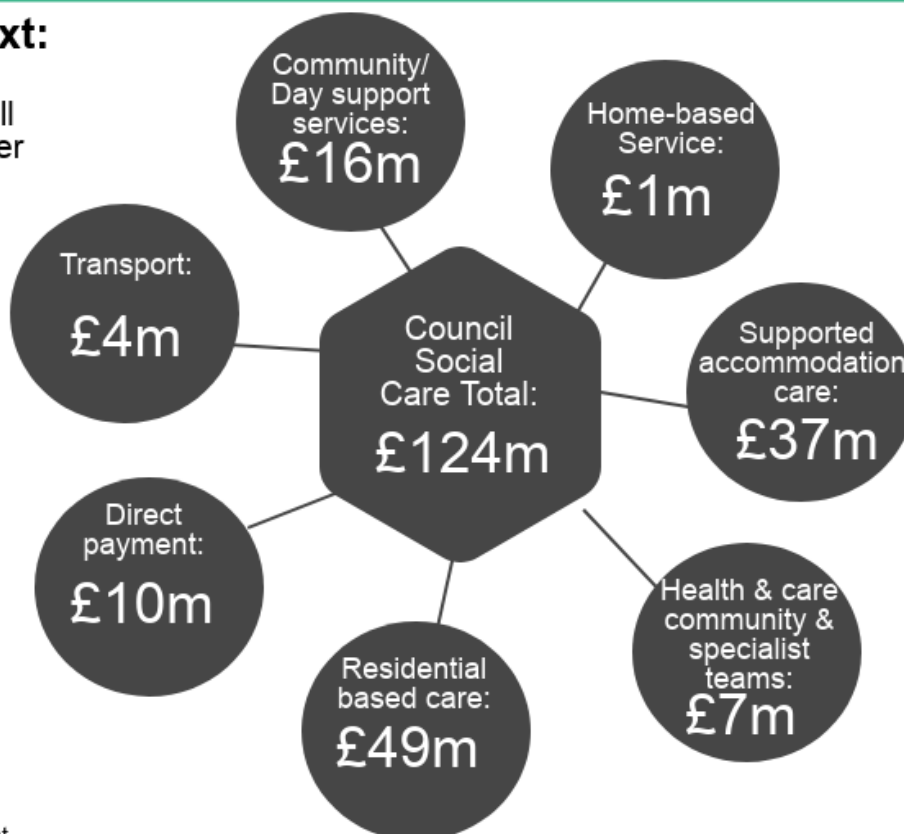 xt:
ll
er
Community/
Day support
services:
£16m
Home-based
Service:
£1m
Transport:
£4m
Council
Social
Care Total:
£124m
Supported
accommodation
care:
£37m
Direct
payment:
£10m
Health & care
community &
specialist
teams:
£7m
Residential
based care:
£49m